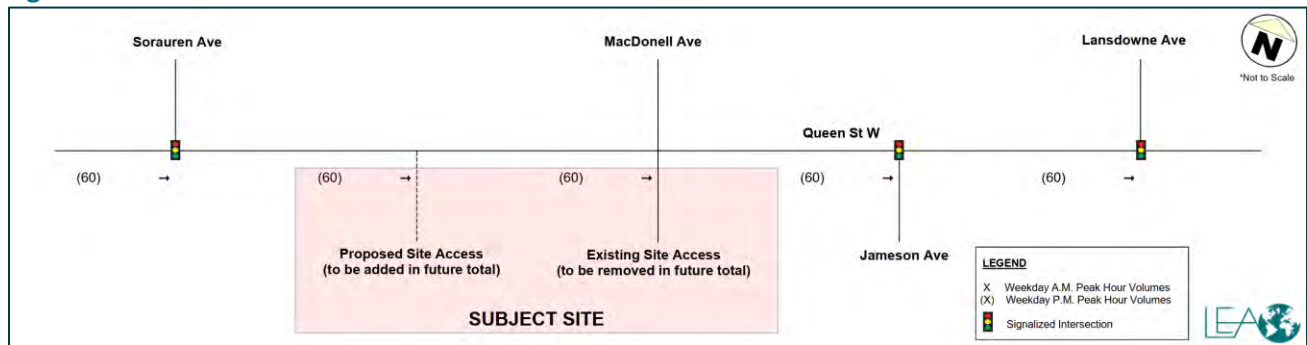 Sorauren Ave
MacDonell Ave
Lansdowne Ave
N
*Not to Scale
Queen St W
(60) →
(60) →
(60) →
(60) →
(60) →
Proposed Site Access
(to be added in future total)
Existing Site Access
(to be removed in future total)
Jameson Ave
SUBJECT SITE
LEGEND
X Weekday A.M. Peak Hour Volumes
(X) Weekday P.M. Peak Hour Volumes
Signalized Intersection
LEA